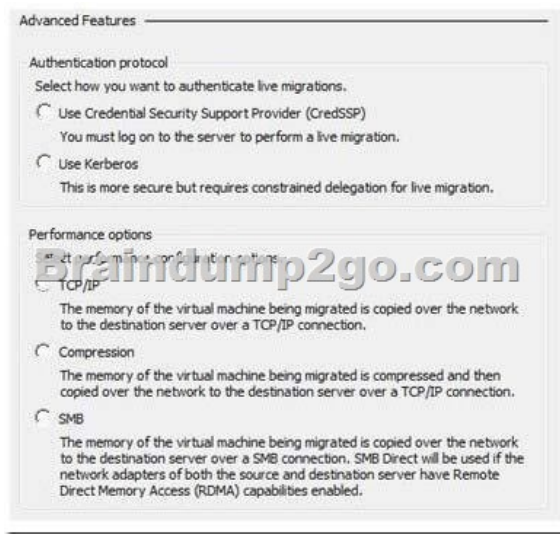 Advanced Features
Authentication protocol
Select how you want to authenticate live migrations.
Use Credential Security Support Provider (CredSSP)
You must log on to the server to perform a live migration.
Use Kerberos
This is more secure but requires constrained delegation for live migration.
Performance options
Select performance configuration options.
Braindump2go.com
TCP/IP
The memory of the virtual machine being migrated is copied over the network
to the destination server over a TCP/IP connection.
Compression
The memory of the virtual machine being migrated is compressed and then
copied over the network to the destination server over a TCP/IP connection.
SMB
The memory of the virtual machine being migrated is copied over the network
to the destination server over a SMB connection. SMB Direct will be used if the
network adapters of both the source and destination server have Remote
Direct Memory Access (RDMA) capabilities enabled.